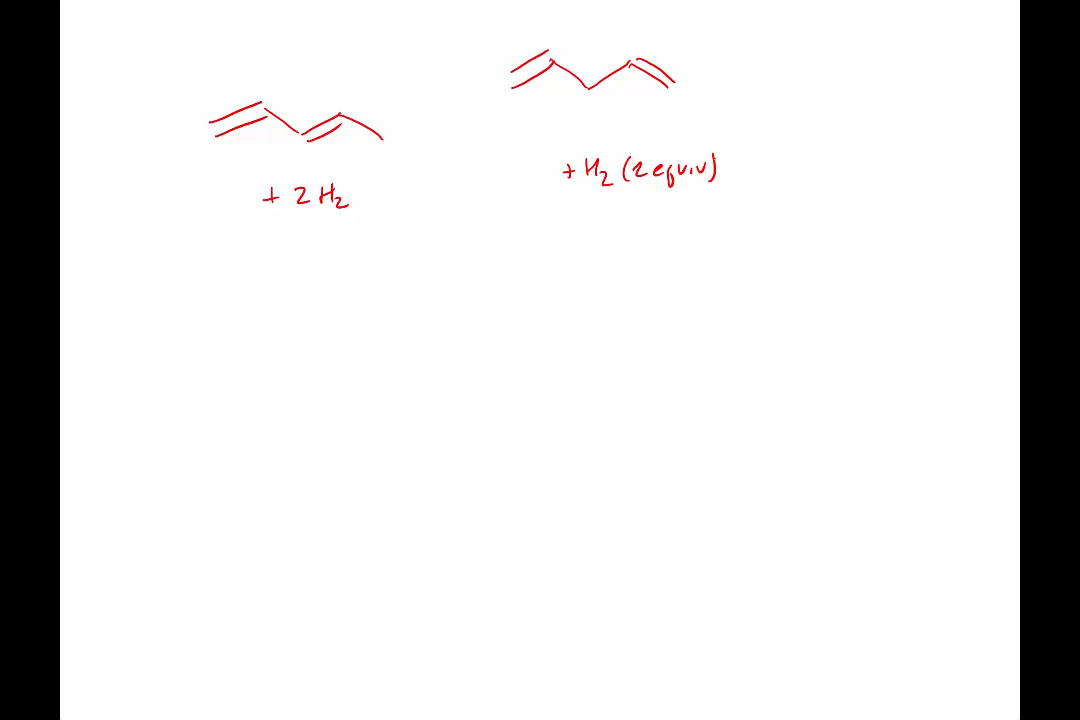 + H₂ (2 equiv)
+ 2 H₂